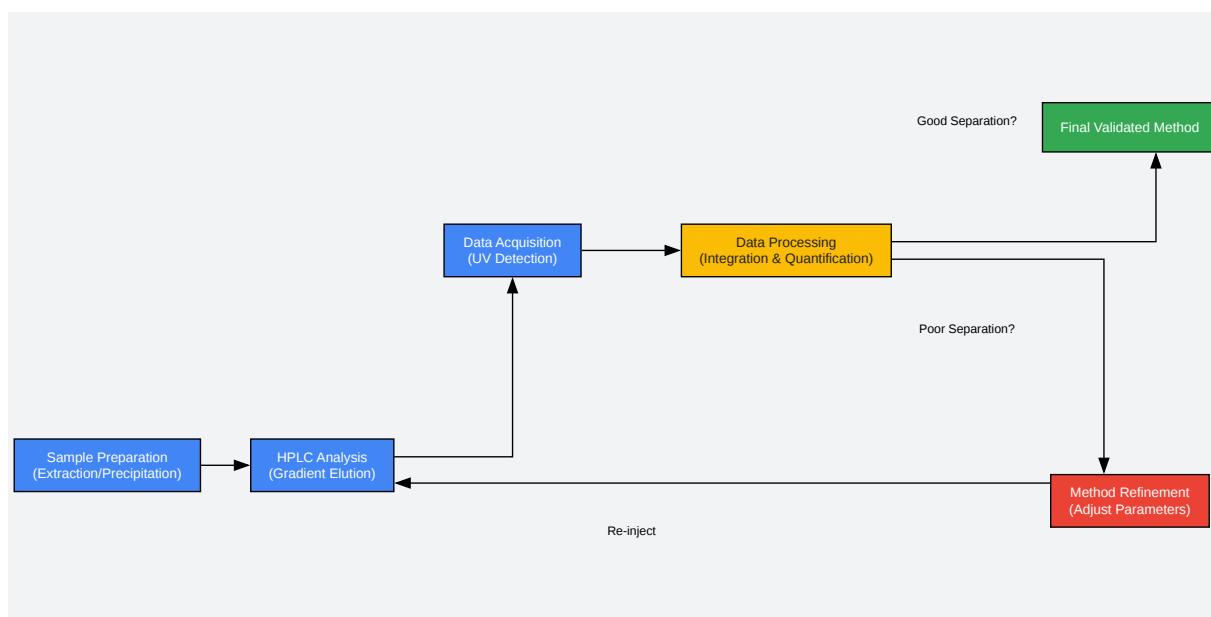 Good Separation?
Final Validated Method
Data Acquisition
(UV Detection)
Data Processing
(Integration & Quantification)
Poor Separation?
Sample Preparation
(Extraction/Precipitation)
HPLC Analysis
(Gradient Elution)
Method Refinement
(Adjust Parameters)
Re-inject